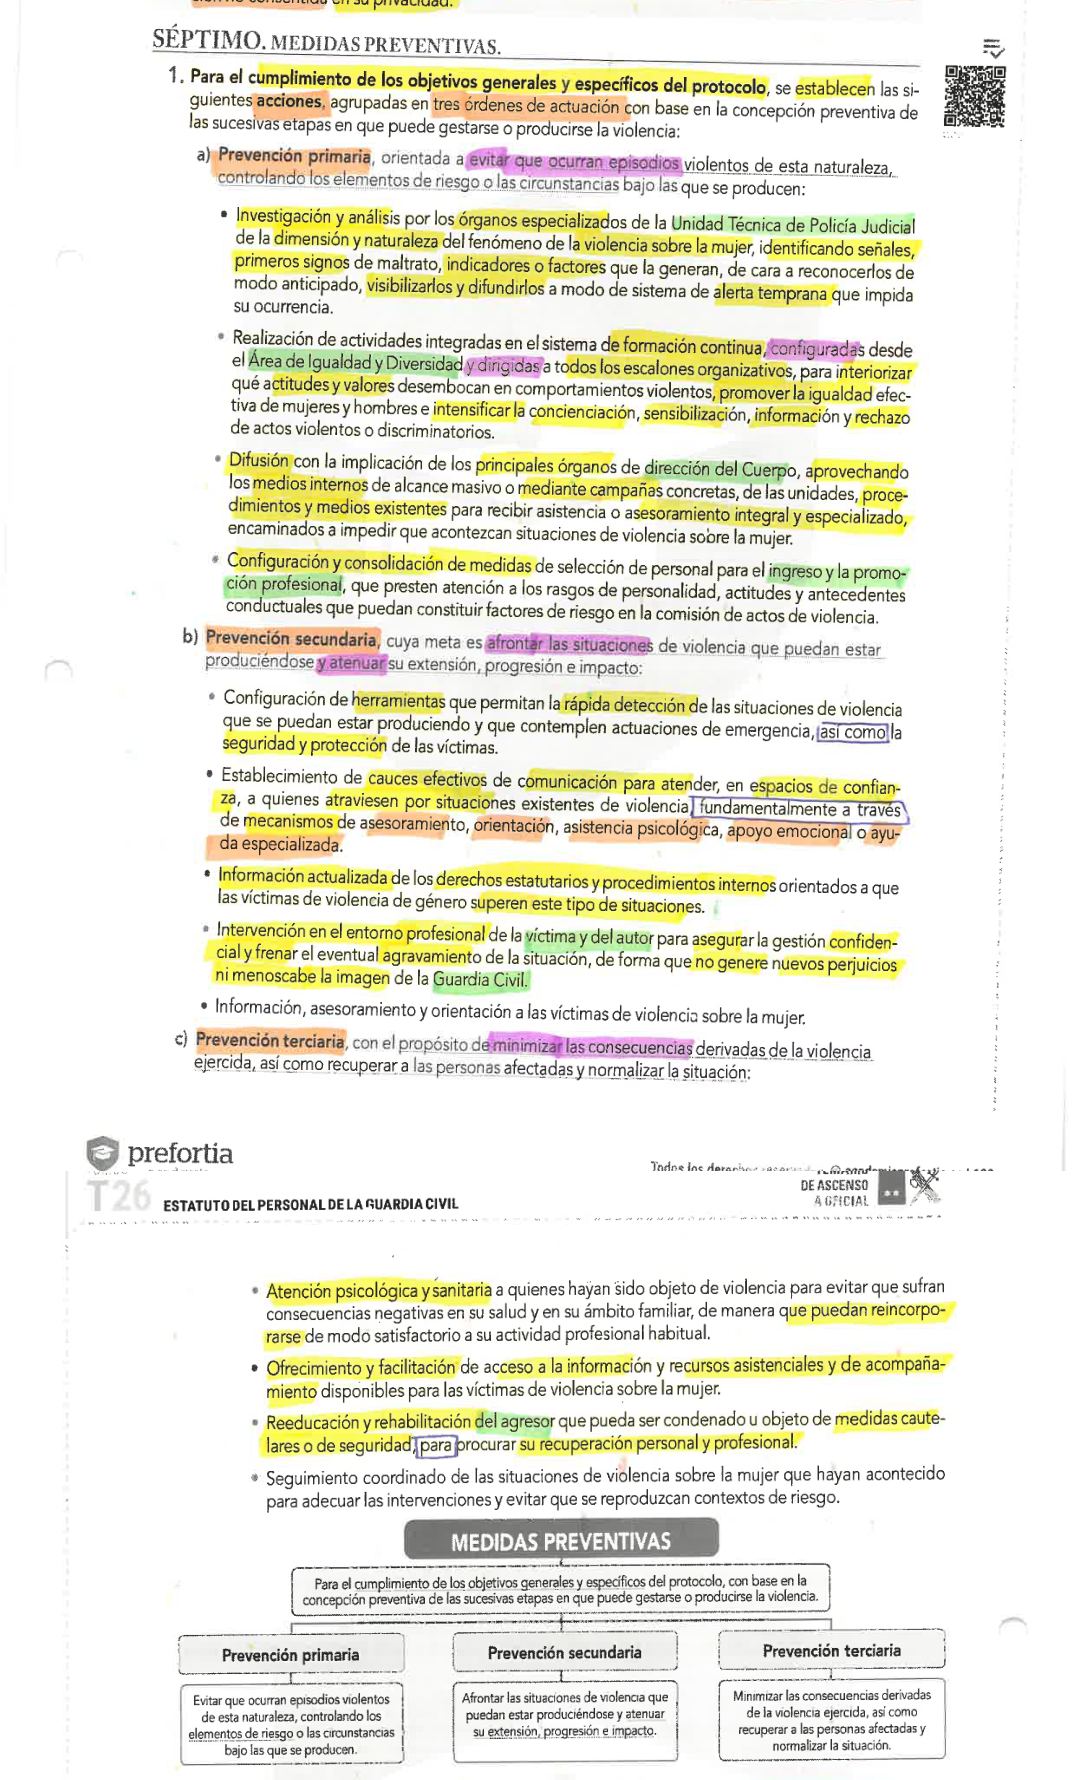 SÉPTIMO. MEDIDAS PREVENTIVAS.
1. Para el cumplimiento de los objetivos generales y específicos del protocolo, se establecen las si-
guientes acciones, agrupadas en tres órdenes de actuación con base en la concepción preventiva de
las sucesivas etapas en que puede gestarse o producirse la violencia:
a) Prevención primaria, orientada a evitar que ocurran episodios violentos de esta naturaleza,
controlando los elementos de riesgo o las circunstancias bajo las que se producen:
• Investigación y análisis por los órganos especializados de la Unidad Técnica de Policía Judicial
de la dimensión y naturaleza del fenómeno de la violencia sobre la mujer, identificando señales,
primeros signos de maltrato, indicadores o factores que la generan, de cara a reconocerlos de
modo anticipado, visibilizarlos y difundirlos a modo de sistema de alerta temprana que impida
su ocurrencia.
• Realización de actividades integradas en el sistema de formación continua, configuradas desde
el Área de Igualdad y Diversidad y dirigidas a todos los escalones organizativos, para interiorizar
qué actitudes y valores desembocan en comportamientos violentos, promover la igualdad efec-
tiva de mujeres y hombres e intensificar la concienciación, sensibilización, información y rechazo
de actos violentos o discriminatorios.
• Difusión con la implicación de los principales órganos de dirección del Cuerpo, aprovechando
los medios internos de alcance masivo o mediante campañas concretas, de las unidades, proce-
dimientos y medios existentes para recibir asistencia o asesoramiento integral y especializado,
encaminados a impedir que acontezcan situaciones de violencia sobre la mujer.
• Configuración y consolidación de medidas de selección de personal para el ingreso y la promo-
ción profesional, que presten atención a los rasgos de personalidad, actitudes y antecedentes
conductuales que puedan constituir factores de riesgo en la comisión de actos de violencia.
b) Prevención secundaria, cuya meta es afrontar las situaciones de violencia que puedan estar
produciéndose y atenuar su extensión, progresión e impacto:
• Configuración de herramientas que permitan la rápida detección de las situaciones de violencia
que se puedan estar produciendo y que contemplen actuaciones de emergencia, así como la
seguridad y protección de las víctimas.
• Establecimiento de cauces efectivos de comunicación para atender, en espacios de confian-
za, a quienes atraviesen por situaciones existentes de violencia, fundamentalmente a través
de mecanismos de asesoramiento, orientación, asistencia psicológica, apoyo emocional o ayu-
da especializada.
• Información actualizada de los derechos estatutarios y procedimientos internos orientados a que
las víctimas de violencia de género superen este tipo de situaciones.
• Intervención en el entorno profesional de la víctima y del autor para asegurar la gestión confiden-
cial y frenar el eventual agravamiento de la situación, de forma que no genere nuevos perjuicios
ni menoscabe la imagen de la Guardia Civil.
• Información, asesoramiento y orientación a las víctimas de violencia sobre la mujer.
c) Prevención terciaria, con el propósito de minimizar las consecuencias derivadas de la violencia
ejercida, así como recuperar a las personas afectadas y normalizar la situación:
prefortia
T26 ESTATUTO DEL PERSONAL DE LA GUARDIA CIVIL
DE ASCENSO
A OFICIAL
• Atención psicológica y sanitaria a quienes hayan sido objeto de violencia para evitar que sufran
consecuencias negativas en su salud y en su ámbito familiar, de manera que puedan reincorpo-
rarse de modo satisfactorio a su actividad profesional habitual.
• Ofrecimiento y facilitación de acceso a la información y recursos asistenciales y de acompaña-
miento disponibles para las víctimas de violencia sobre la mujer.
• Reeducación y rehabilitación del agresor que pueda ser condenado u objeto de medidas caute-
lares o de seguridad, para procurar su recuperación personal y profesional.
• Seguimiento coordinado de las situaciones de violencia sobre la mujer que hayan acontecido
para adecuar las intervenciones y evitar que se reproduzcan contextos de riesgo.
MEDIDAS PREVENTIVAS
Para el cumplimiento de los objetivos generales y específicos del protocolo, con base en la
concepción preventiva de las sucesivas etapas en que puede gestarse o producirse la violencia.
Prevención primaria
Evitar que ocurran episodios violentos
de esta naturaleza, controlando los
elementos de riesgo o las circunstancias
bajo las que se producen.
Prevención secundaria
Afrontar las situaciones de violencia que
puedan estar produciéndose y atenuar
su extensión, progresión e impacto.
Prevención terciaria
Minimizar las consecuencias derivadas
de la violencia ejercida, así como
recuperar a las personas afectadas y
normalizar la situación.